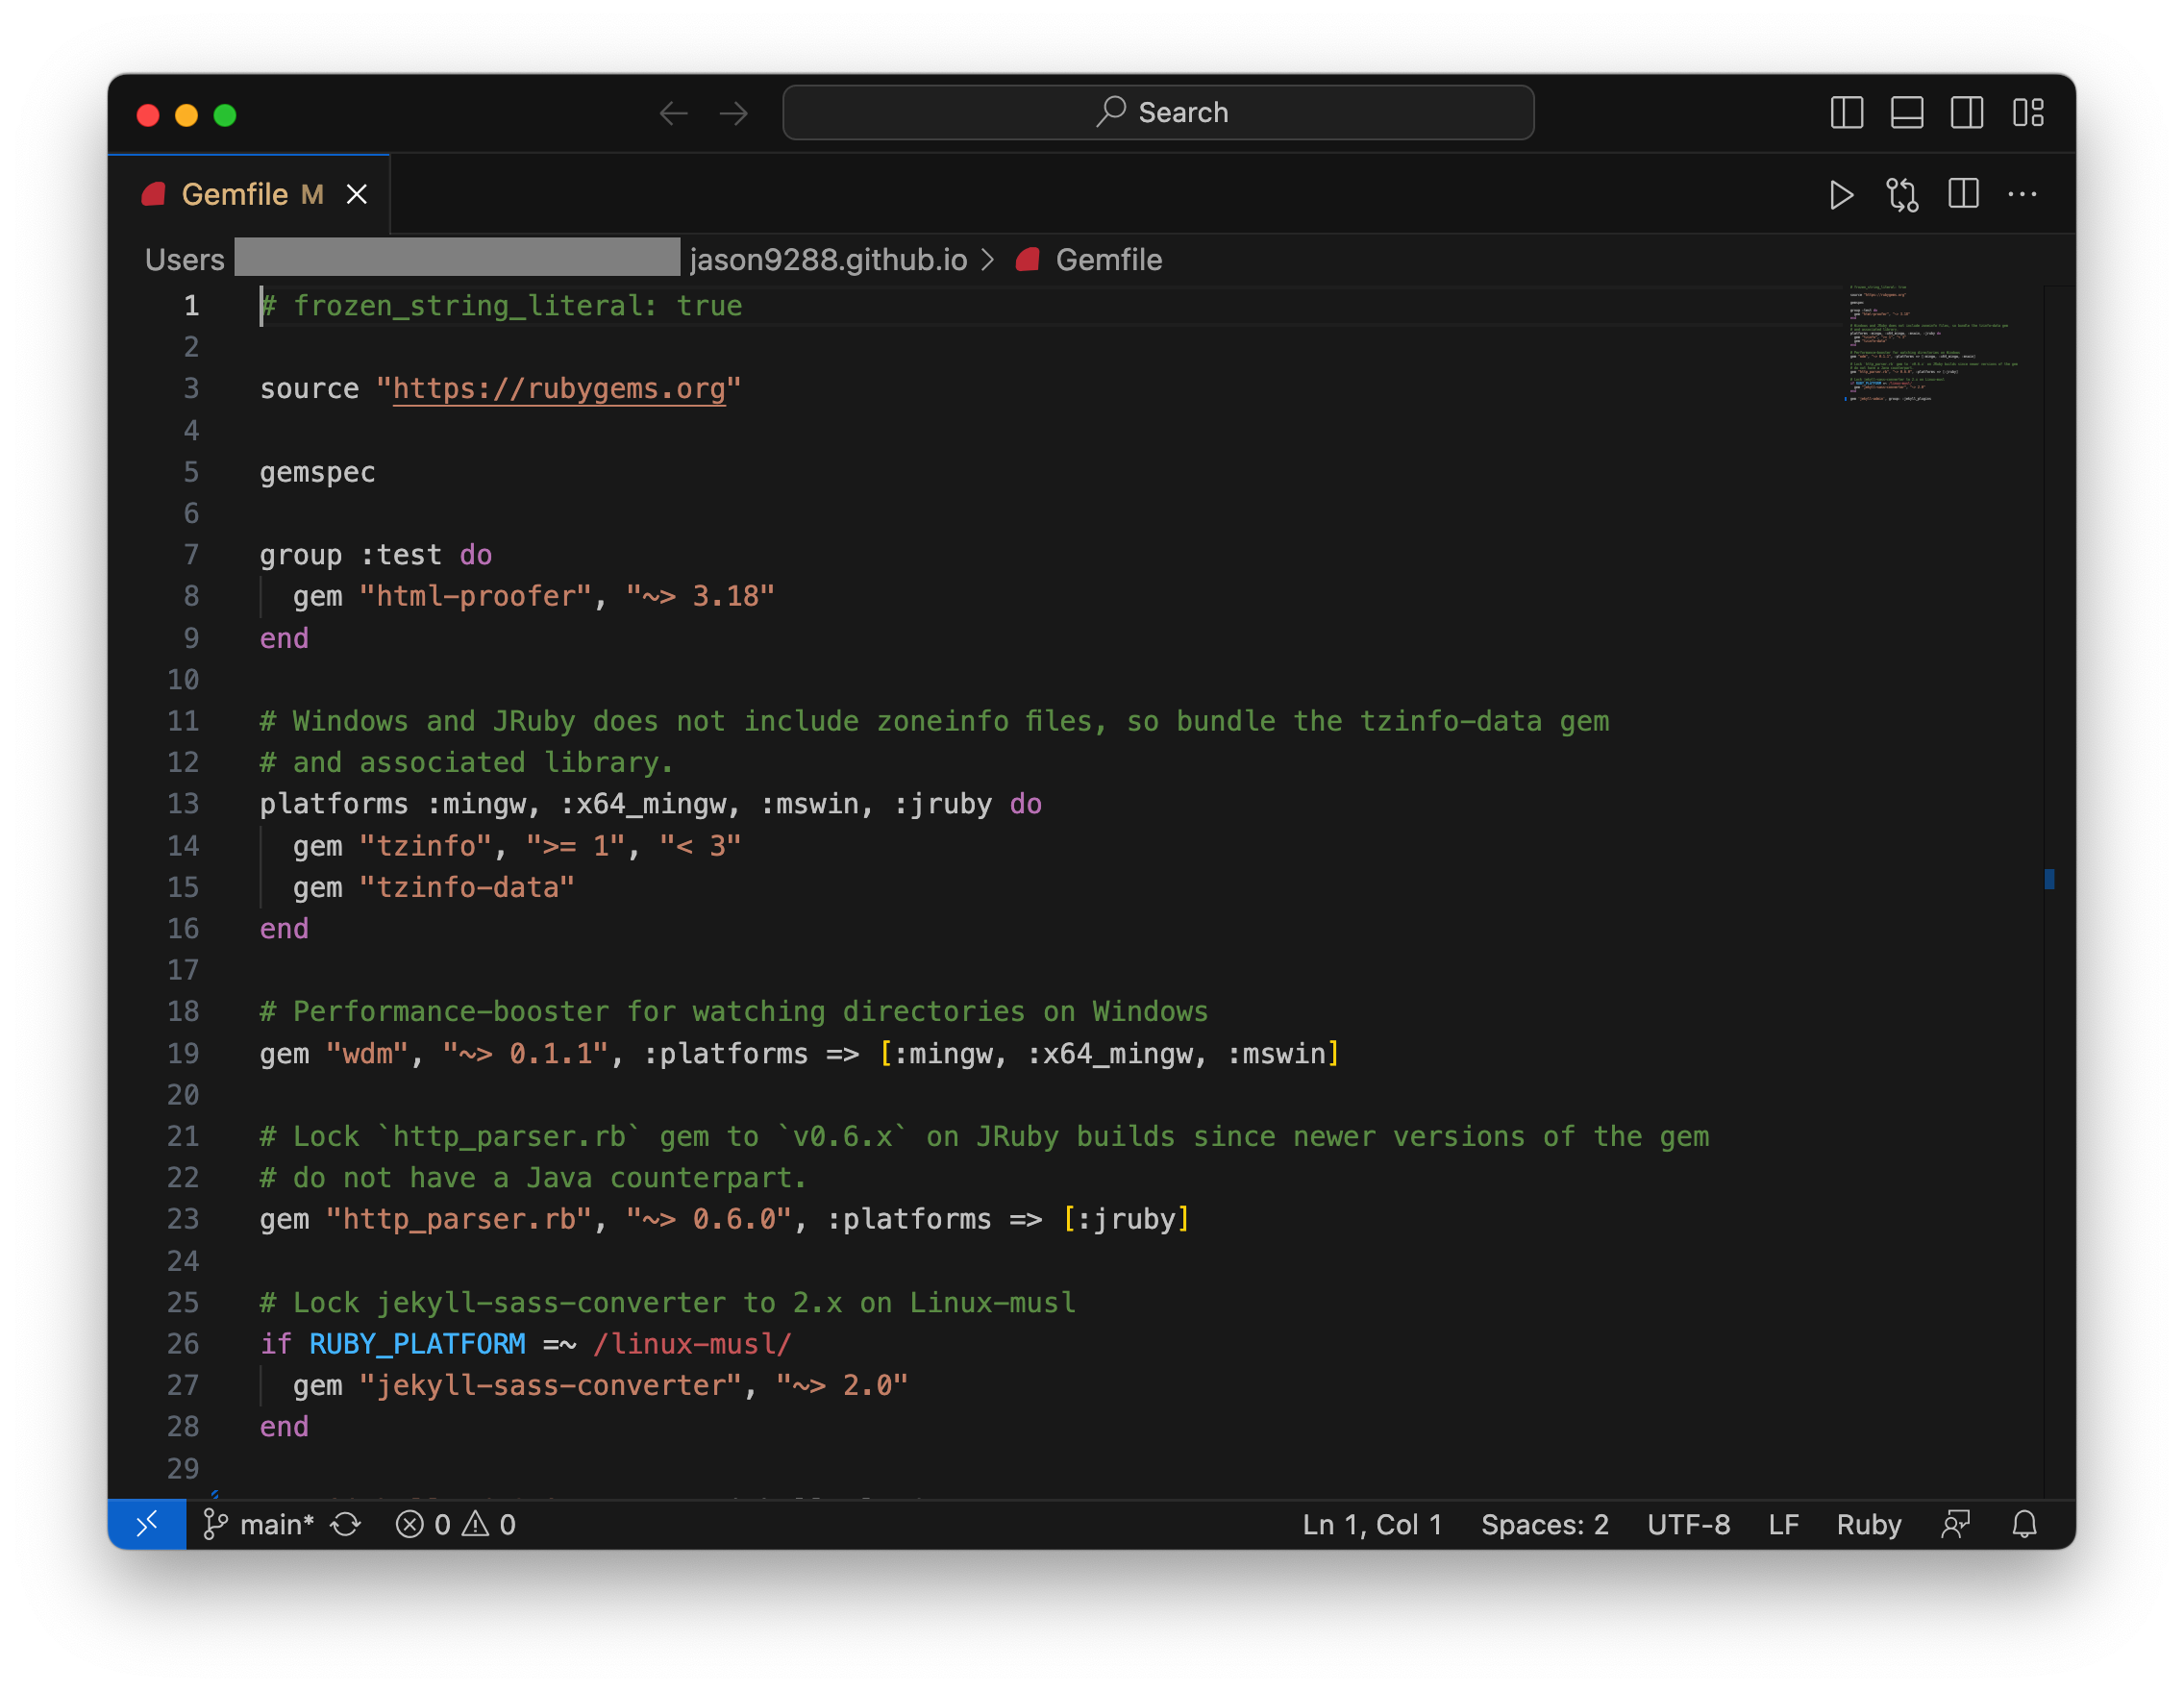 Search
Gemfile M
Users jason9288.github.io > Gemfile
1 # frozen_string_literal: true
2
3 source "https://rubygems.org"
4
5 gemspec
6
7 group :test do
8 gem "html-proofer", "~> 3.18"
9 end
10
11 # Windows and JRuby does not include zoneinfo files, so bundle the tzinfo-data gem
12 # and associated library.
13 platforms :mingw, :x64_mingw, :mswin, :jruby do
14 gem "tzinfo", ">= 1", "< 3"
15 gem "tzinfo-data"
16 end
17
18 # Performance-booster for watching directories on Windows
19 gem "wdm", "~> 0.1.1", :platforms => [:mingw, :x64_mingw, :mswin]
20
21 # Lock `http_parser.rb` gem to `v0.6.x` on JRuby builds since newer versions of the gem
22 # do not have a Java counterpart.
23 gem "http_parser.rb", "~> 0.6.0", :platforms => [:jruby]
24
25 # Lock jekyll-sass-converter to 2.x on Linux-musl
26 if RUBY_PLATFORM =~ /linux-musl/
27 gem "jekyll-sass-converter", "~> 2.0"
28 end
29
main* 0 0 Ln 1, Col 1 Spaces: 2 UTF-8 LF Ruby